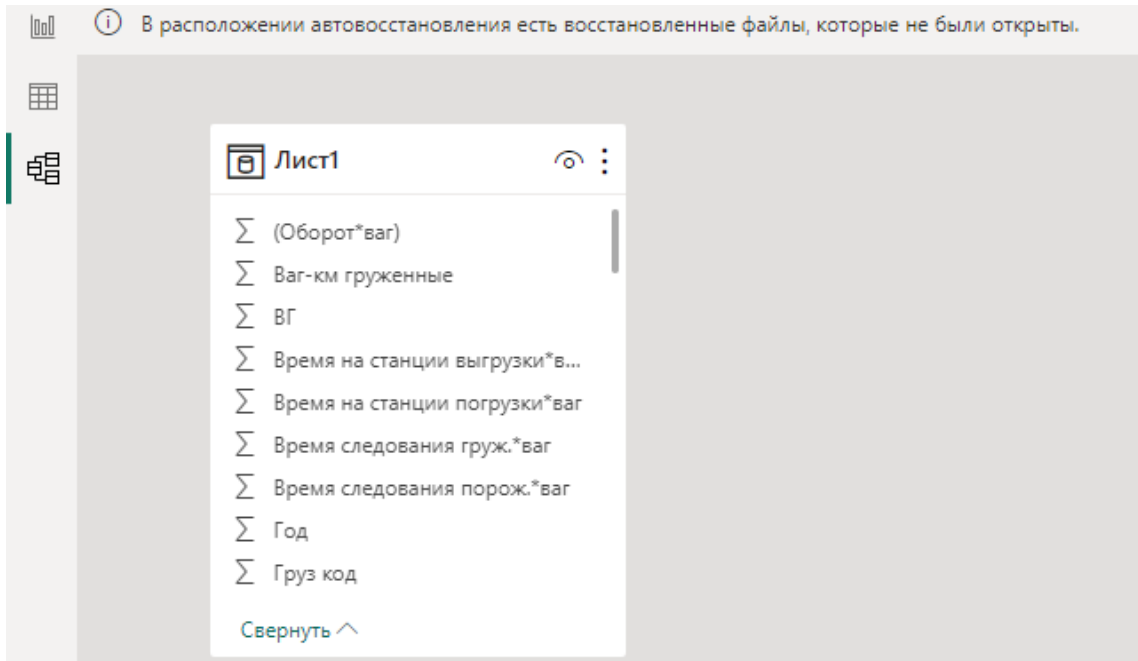 В расположении автовосстановления есть восстановленные файлы, которые не были открыты.
Лист1
(Оборот*ваг)
Ваг-км груженные
ВГ
Время на станции выгрузки*в...
Время на станции погрузки*ваг
Время следования груж.*ваг
Время следования порож.*ваг
Год
Груз код
Свернуть